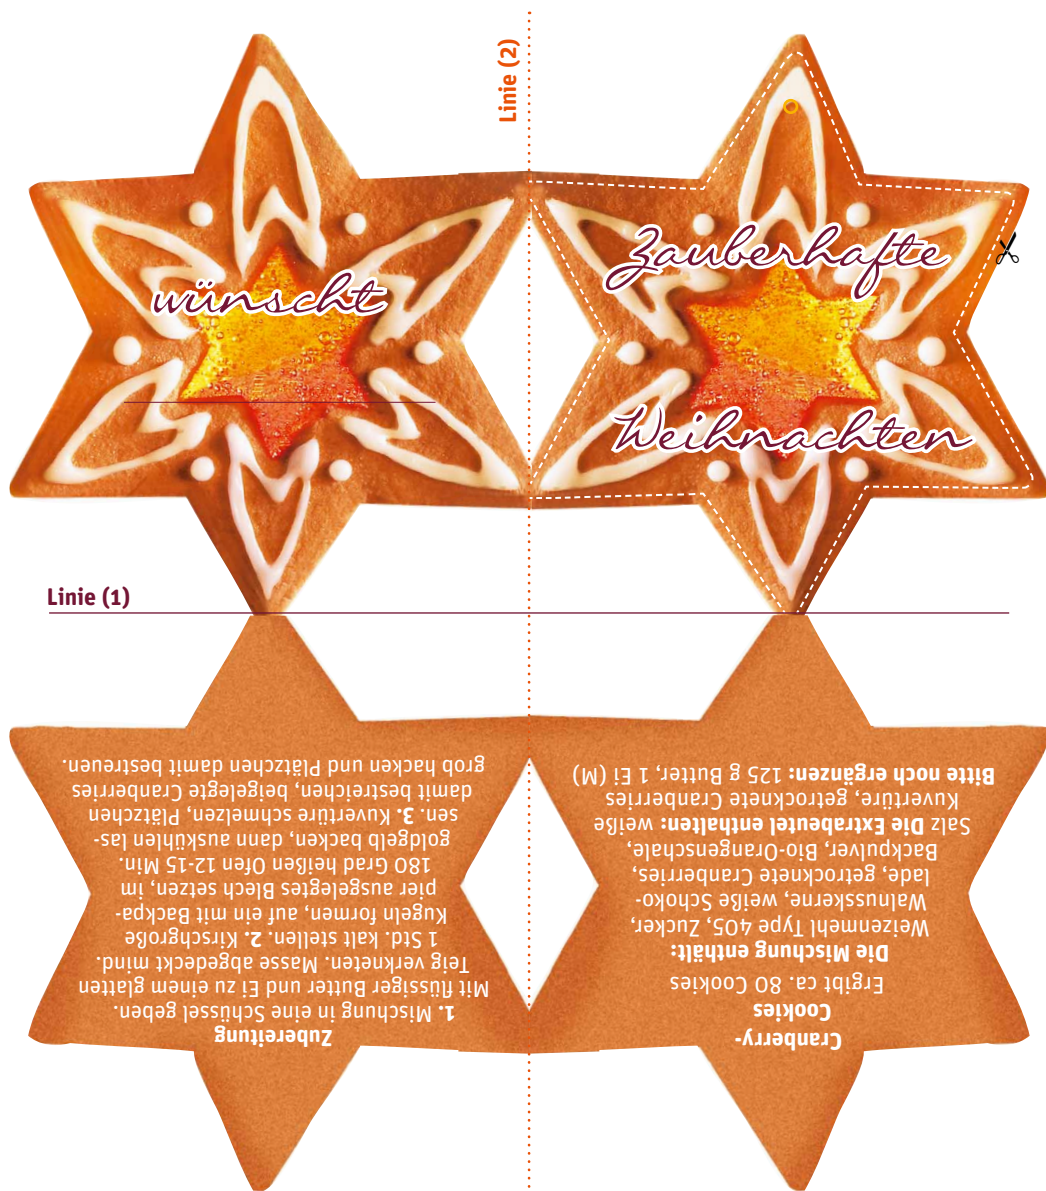 Linie (2)
Zauberhafte
wünscht
Weihnachten
Linie (1)
Cranberry-
Cookies
Ergibt ca. 80 Cookies
Die Mischung enthält:
Weizenmehl Type 405, Zucker,
Walnusskerne, weiße Schoko-
lade, getrocknete Cranberries,
Backpulver, Bio-Orangenschale,
Salz Die Extrabeutel enthalten: weiße
Kuvertüre, getrocknete Cranberries
Bitte noch ergänzen: 125 g Butter, 1 Ei (M)
Zubereitung
1. Mischung in eine Schüssel geben.
Mit flüssiger Butter und Ei zu einem glatten
Teig verkneten. Masse abgedeckt mind.
1 Std. kalt stellen. 2. Kirschgroße
Kugeln formen, auf ein mit Backpa-
pier ausgelegtes Blech setzen, im
180 Grad heißen Ofen 12-15 Min.
goldgelb backen, dann auskühlen las-
sen. 3. Kuvertüre schmelzen, Plätzchen
damit bestreichen, beigelegte Cranberries
grob hacken und Plätzchen damit bestreuen.